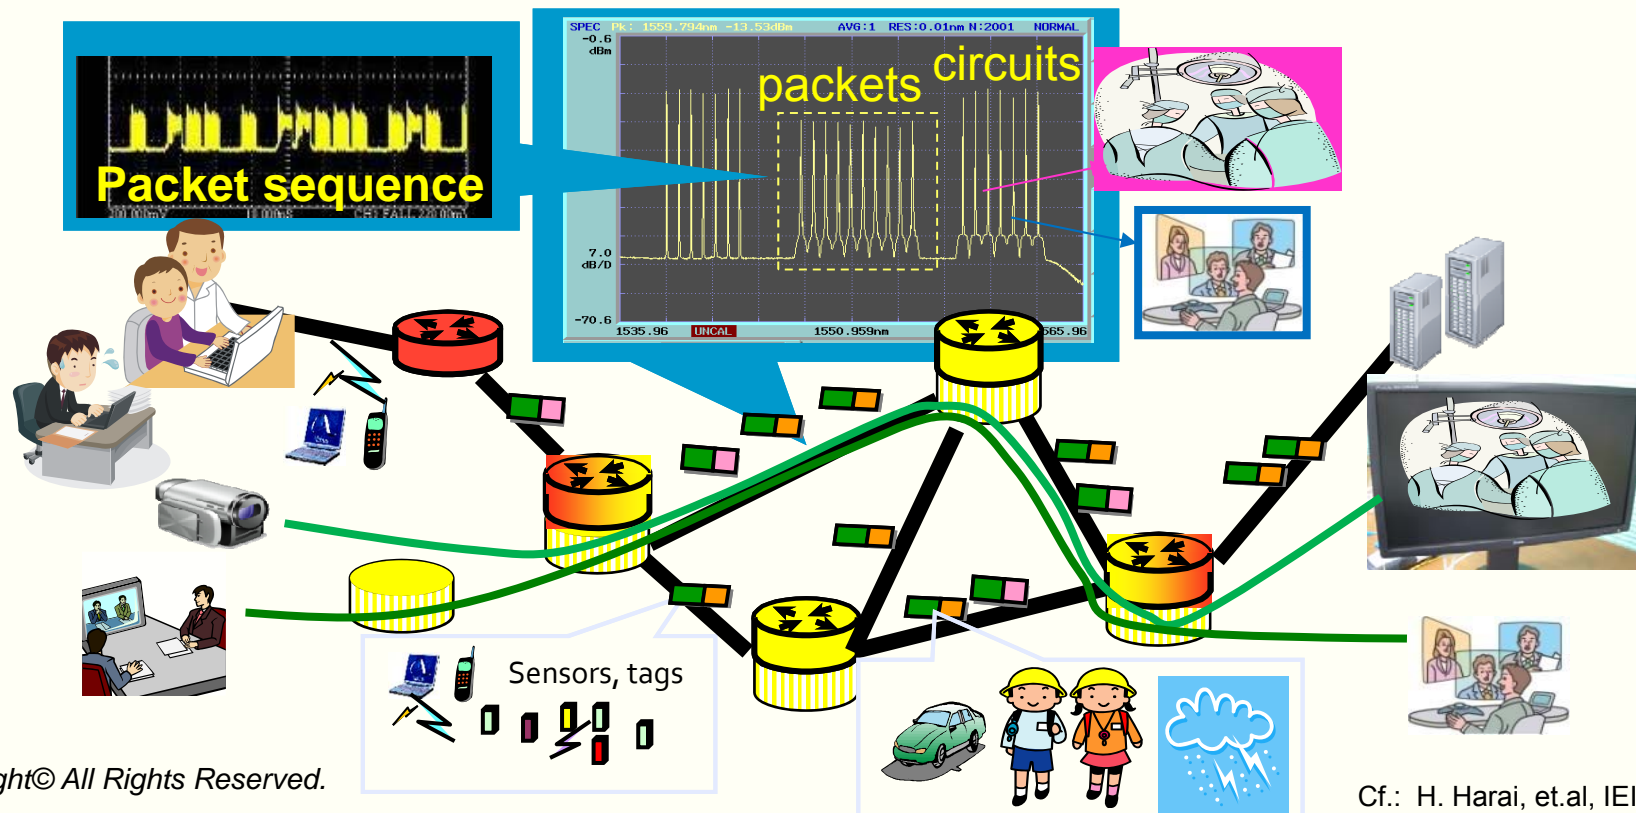 SPEC Pk: 1559.794nm -13.53dBm AVG:1 RES:0.01nm N:2001 NORMAL
-0.6
dBm
packets
circuits
Packet sequence
7.0
dB/D
-70.6
1535.96 UNCAL 1550.959nm 565.96
Sensors, tags
ght© All Rights Reserved.
Cf.: H. Harai, et.al, IEI